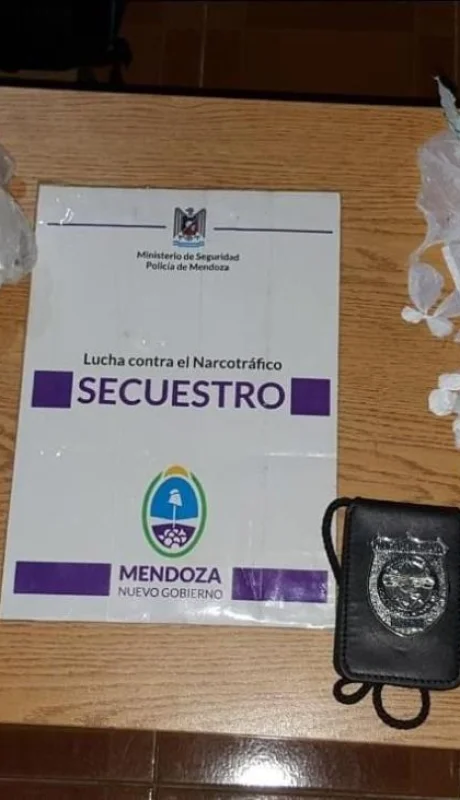 Ministerio de Seguridad
Policía de Mendoza
Lucha contra el Narcotráfico
SECUESTRO
MENDOZA
NUEVO GOBIERNO